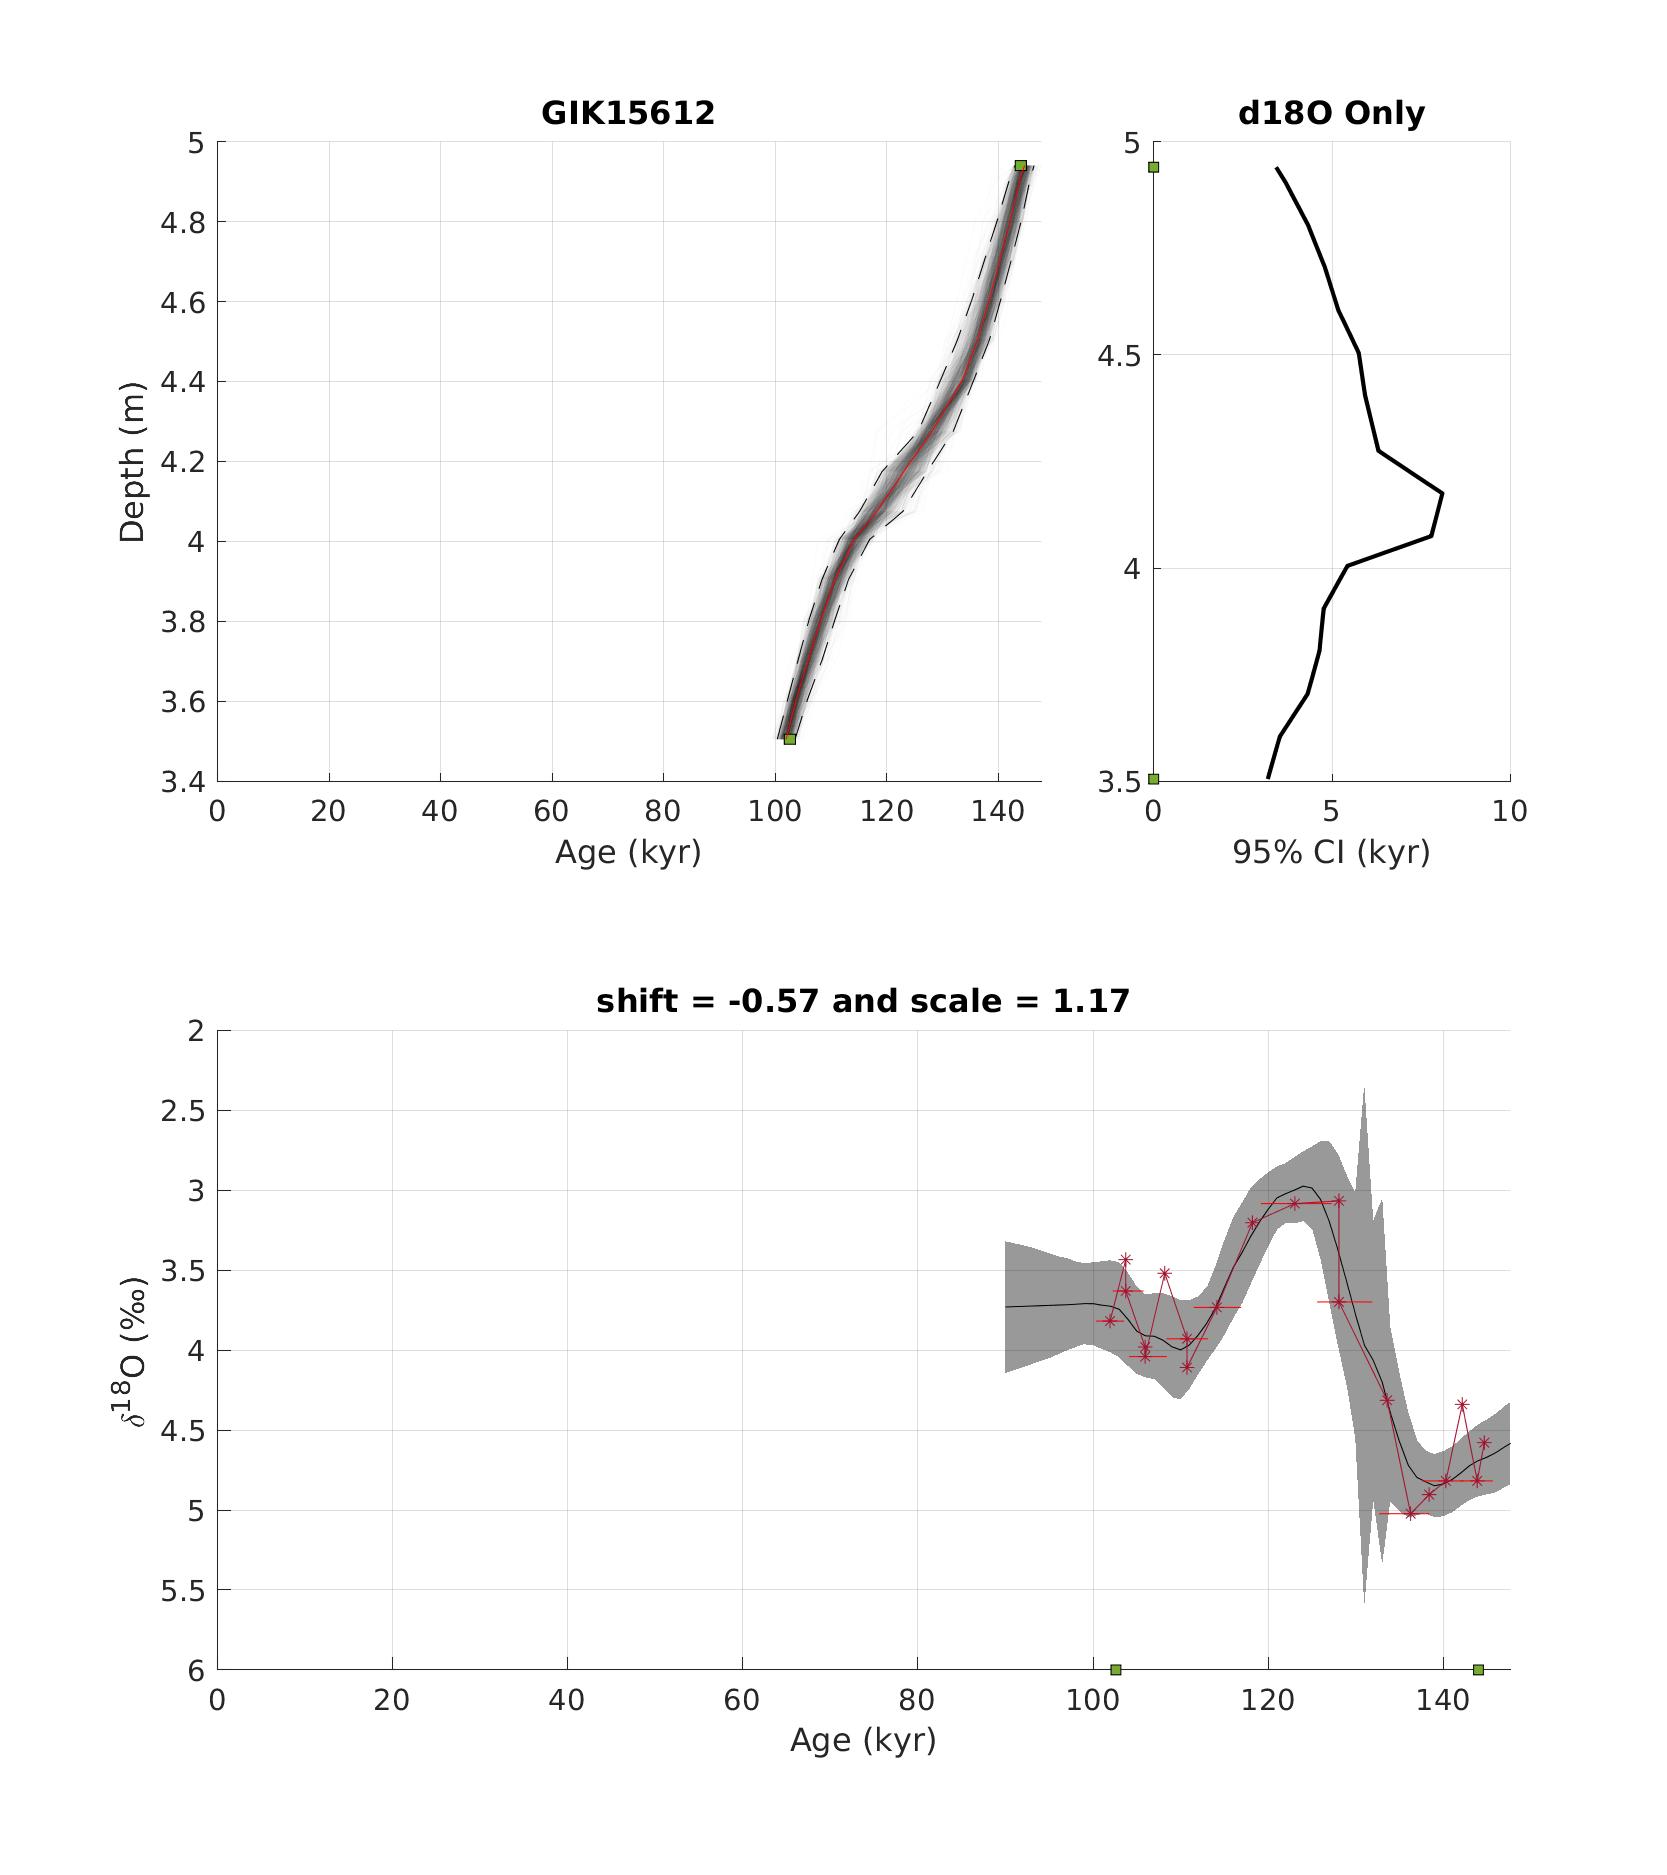 GIK15612
d18O Only
5
4.8
4.6
4.4
4.2
4
3.8
3.6
3.4
Depth (m)
0 20 40 60 80 100 120 140
Age (kyr)
5
4.5
4
3.5
0 5 10
95% CI (kyr)
shift = -0.57 and scale = 1.17
2
2.5
3
3.5
4
4.5
5
5.5
6
δ18O (‰)
0 20 40 60 80 100 120 140
Age (kyr)